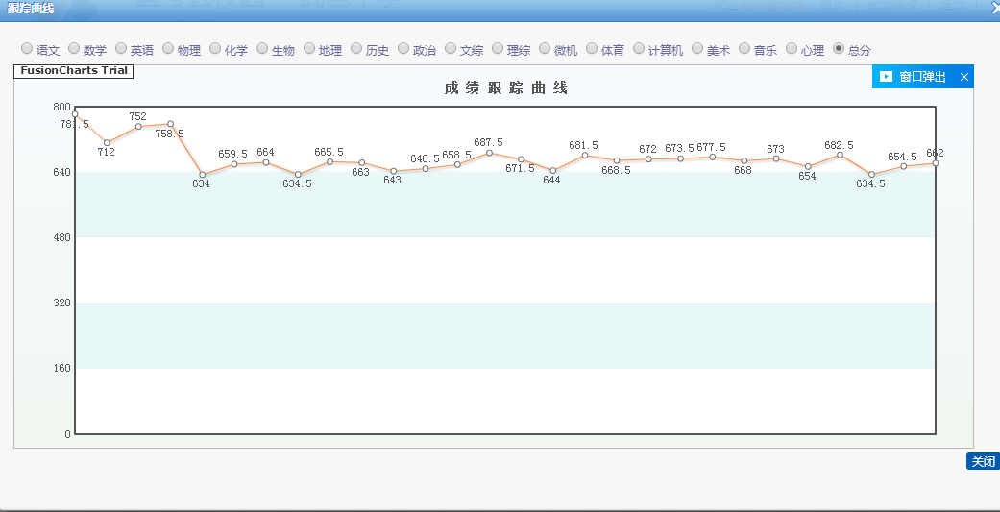 跟踪曲线
语文 数学 英语 物理 化学 生物 地理 历史 政治 文综 理综 微机 体育 计算机 美术 音乐 心理 总分
FusionCharts Trial
窗口弹出 ×
成绩跟踪曲线
800
640
480
320
160
0
781.5 712 752 758.5 634 659.5 664 634.5 665.5 663 643 648.5 658.5 687.5 671.5 644 681.5 668.5 672 673.5 677.5 668 673 654 682.5 634.5 654.5 662
关闭